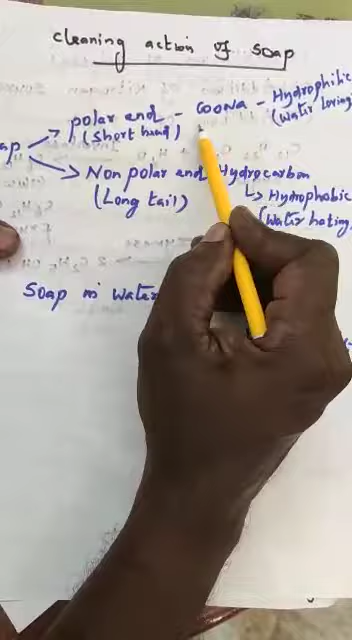 cleaning action of Soap
polar end - COONa - Hydrophilic
(Short head) (Water loving)
ap
Non polar end Hydrocarbon
(Long tail) ↳ Hydrophobic
(Water hating
Soap in water